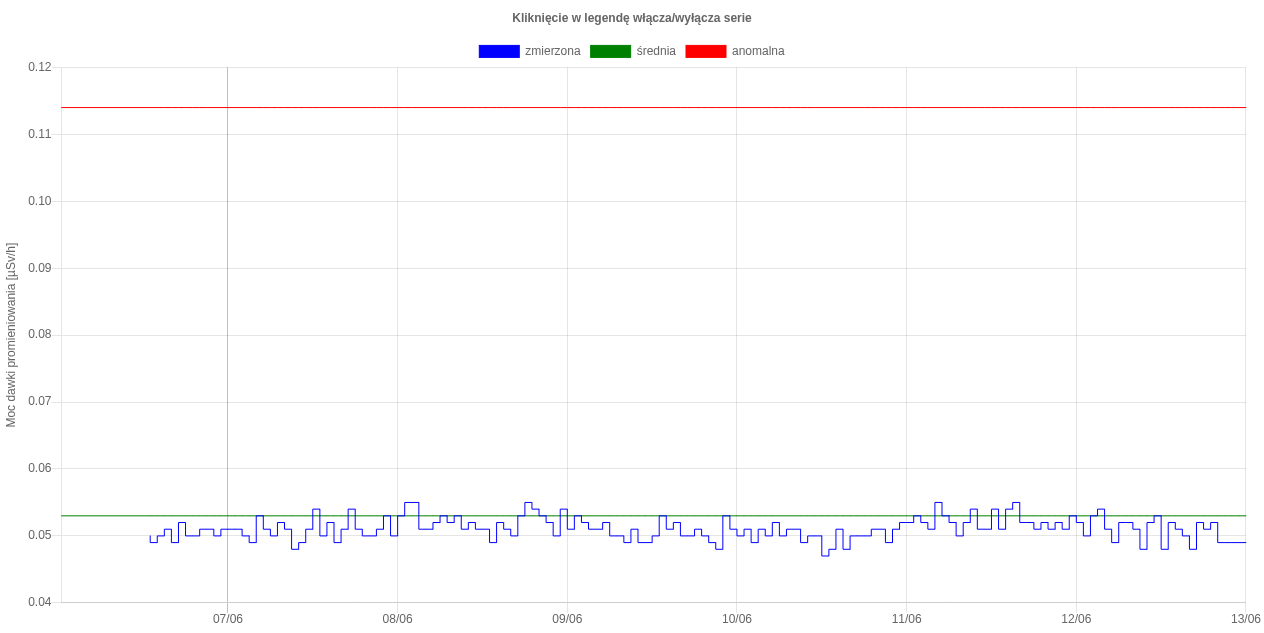 Kliknięcie w legendę włącza/wyłącza serie
zmierzona średnia anomalna
Moc dawki promieniowania [µSv/h]
0.12
0.11
0.10
0.09
0.08
0.07
0.06
0.05
0.04
07/06 08/06 09/06 10/06 11/06 12/06 13/06